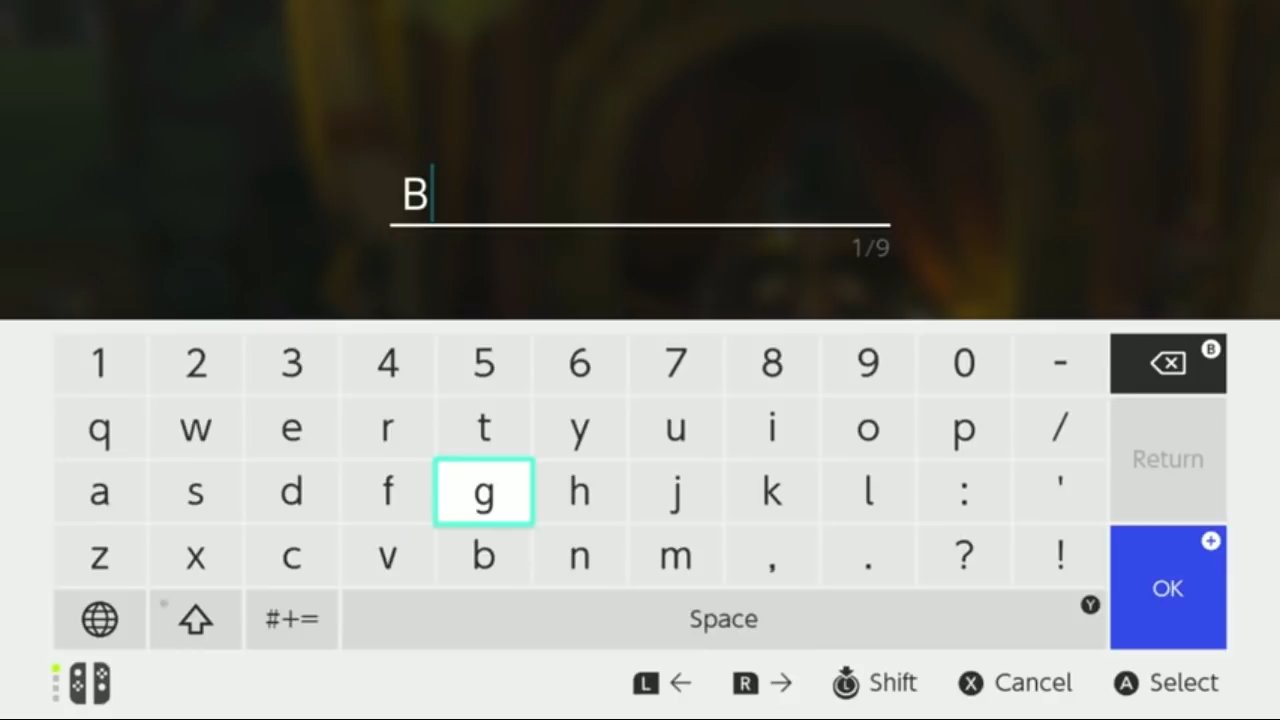 B
1/9
1 2 3 4 5 6 7 8 9 0 - B
q w e r t y u i o p / Return
a s d f g h j k l : '
z x c v b n m , . ? ! + OK
#+= Space Y
L ← R → L Shift X Cancel A Select